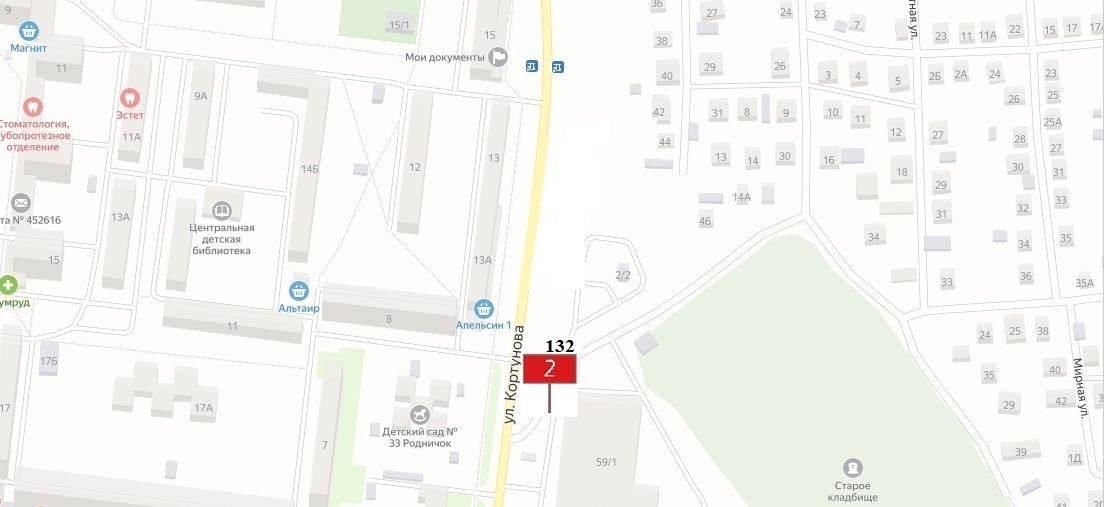 9
Магнит
11
Стоматология,
убопротезное
отделение
Эстет
11А
9А
15/1
15
Мои документы
14Б
12
13
13А
та № 452616
15
умруд
13А
Центральная
детская
библиотека
Альтаир
11
8
Апельсин 1
ул. Кортунова
132
2
17Б
17
17А
7
Детский сад №
33 Родничок
59/1
2/2
Старое
кладбище
36
27
24
23
7
тная ул.
23
11
11А
22
15
17
17А
38
40
29
26
3
4
5
2Б
2А
24
23
25
26
42
31
8
9
10
11
12
27
28
25А
27
44
13
14
30
16
18
30
31
29
14А
32
33
31
46
34
34
35
33
36
35А
24
25
38
35
40
29
42
Мирная ул.
39
1Д